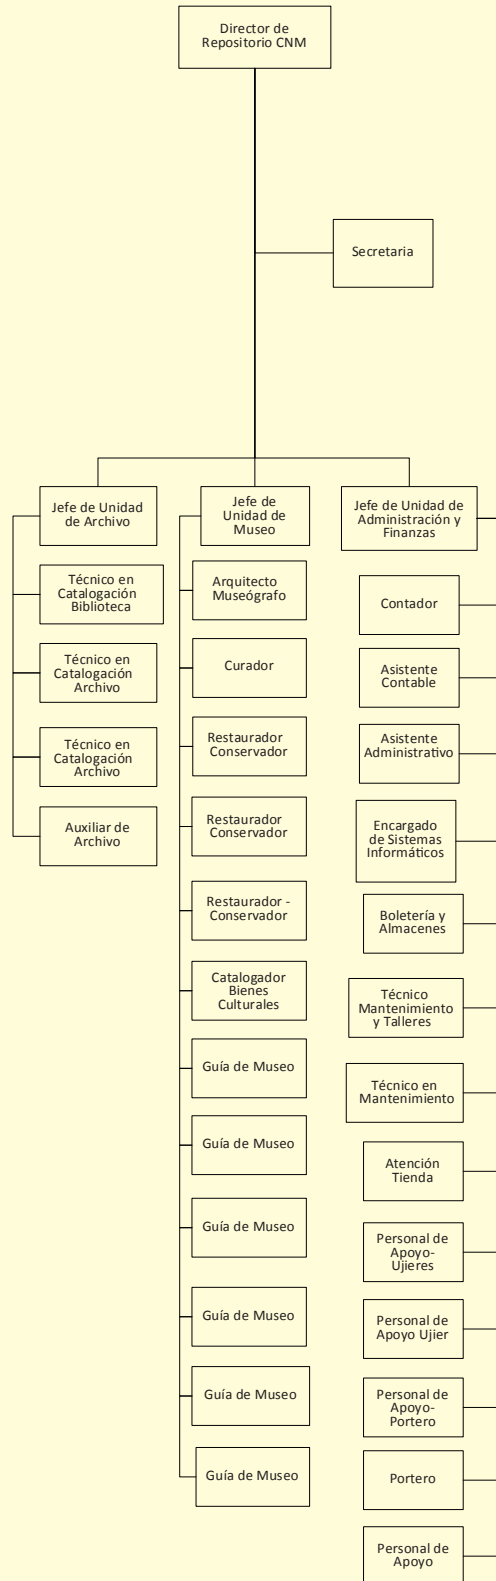 Director de
Repositorio CNM
Secretaria
Jefe de Unidad
de Archivo
Técnico en
Catalogación
Biblioteca
Técnico en
Catalogación
Archivo
Técnico en
Catalogación
Archivo
Auxiliar de
Archivo
Jefe de
Unidad de
Museo
Arquitecto
Museógrafo
Curador
Restaurador
Conservador
Restaurador
Conservador
Restaurador -
Conservador
Catalogador
Bienes
Culturales
Guía de Museo
Guía de Museo
Guía de Museo
Guía de Museo
Guía de Museo
Guía de Museo
Jefe de Unidad de
Administración y
Finanzas
Contador
Asistente
Contable
Asistente
Administrativo
Encargado
de Sistemas
Informáticos
Boletería y
Almacenes
Técnico
Mantenimiento
y Talleres
Técnico en
Mantenimiento
Atención
Tienda
Personal de
Apoyo-
Ujieres
Personal de
Apoyo Ujier
Personal de
Apoyo-
Portero
Portero
Personal de
Apoyo